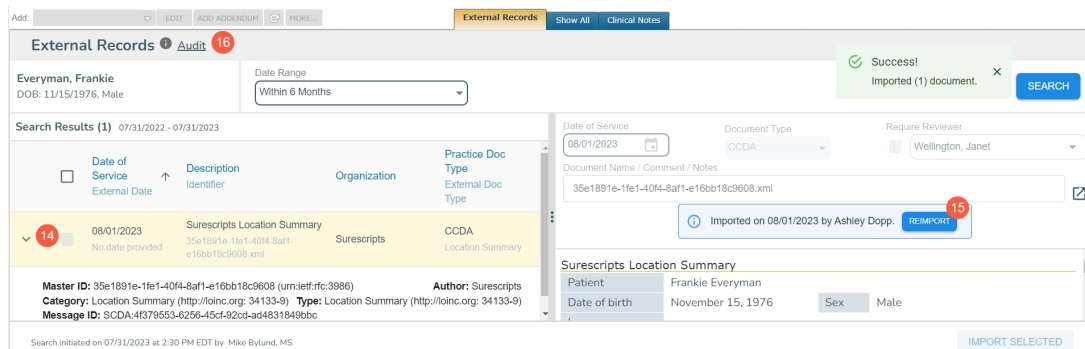 Add:
EDIT ADD ADDENDUM MORE...
External Records Show All Clinical Notes
External Records Audit 16
Success!
Imported (1) document.
Everyman, Frankie
DOB: 11/15/1976, Male
Date Range
Within 6 Months
SEARCH
Search Results (1) 07/31/2022 - 07/31/2023
Date of Service
External Date
Description
Identifier
Organization
Practice Doc Type
External Doc Type
14
08/01/2023
No date provided
Surescripts Location Summary
35e1891e-1fe1-40f4-8af1-
e16bb18c9608.xml
Surescripts
CCDA
Location Summary
Master ID: 35e1891e-1fe1-40f4-8af1-e16bb18c9608 (urn:ietf:rfc:3986) Author: Surescripts
Category: Location Summary (http://loinc.org: 34133-9) Type: Location Summary (http://loinc.org: 34133-9)
Message ID: SCDA:4f379553-6256-45cf-92cd-ad4831849bbc
Date of Service
08/01/2023
Document Type
CCDA
Require Reviewer
Wellington, Janet
Document Name / Comment / Notes
35e1891e-1fe1-40f4-8af1-e16bb18c9608.xml
15
Imported on 08/01/2023 by Ashley Dopp. REIMPORT
Surescripts Location Summary
Patient Frankie Everyman
Date of birth November 15, 1976 Sex Male
Search initiated on 07/31/2023 at 2:30 PM EDT by Mike Bylund, MS
IMPORT SELECTED